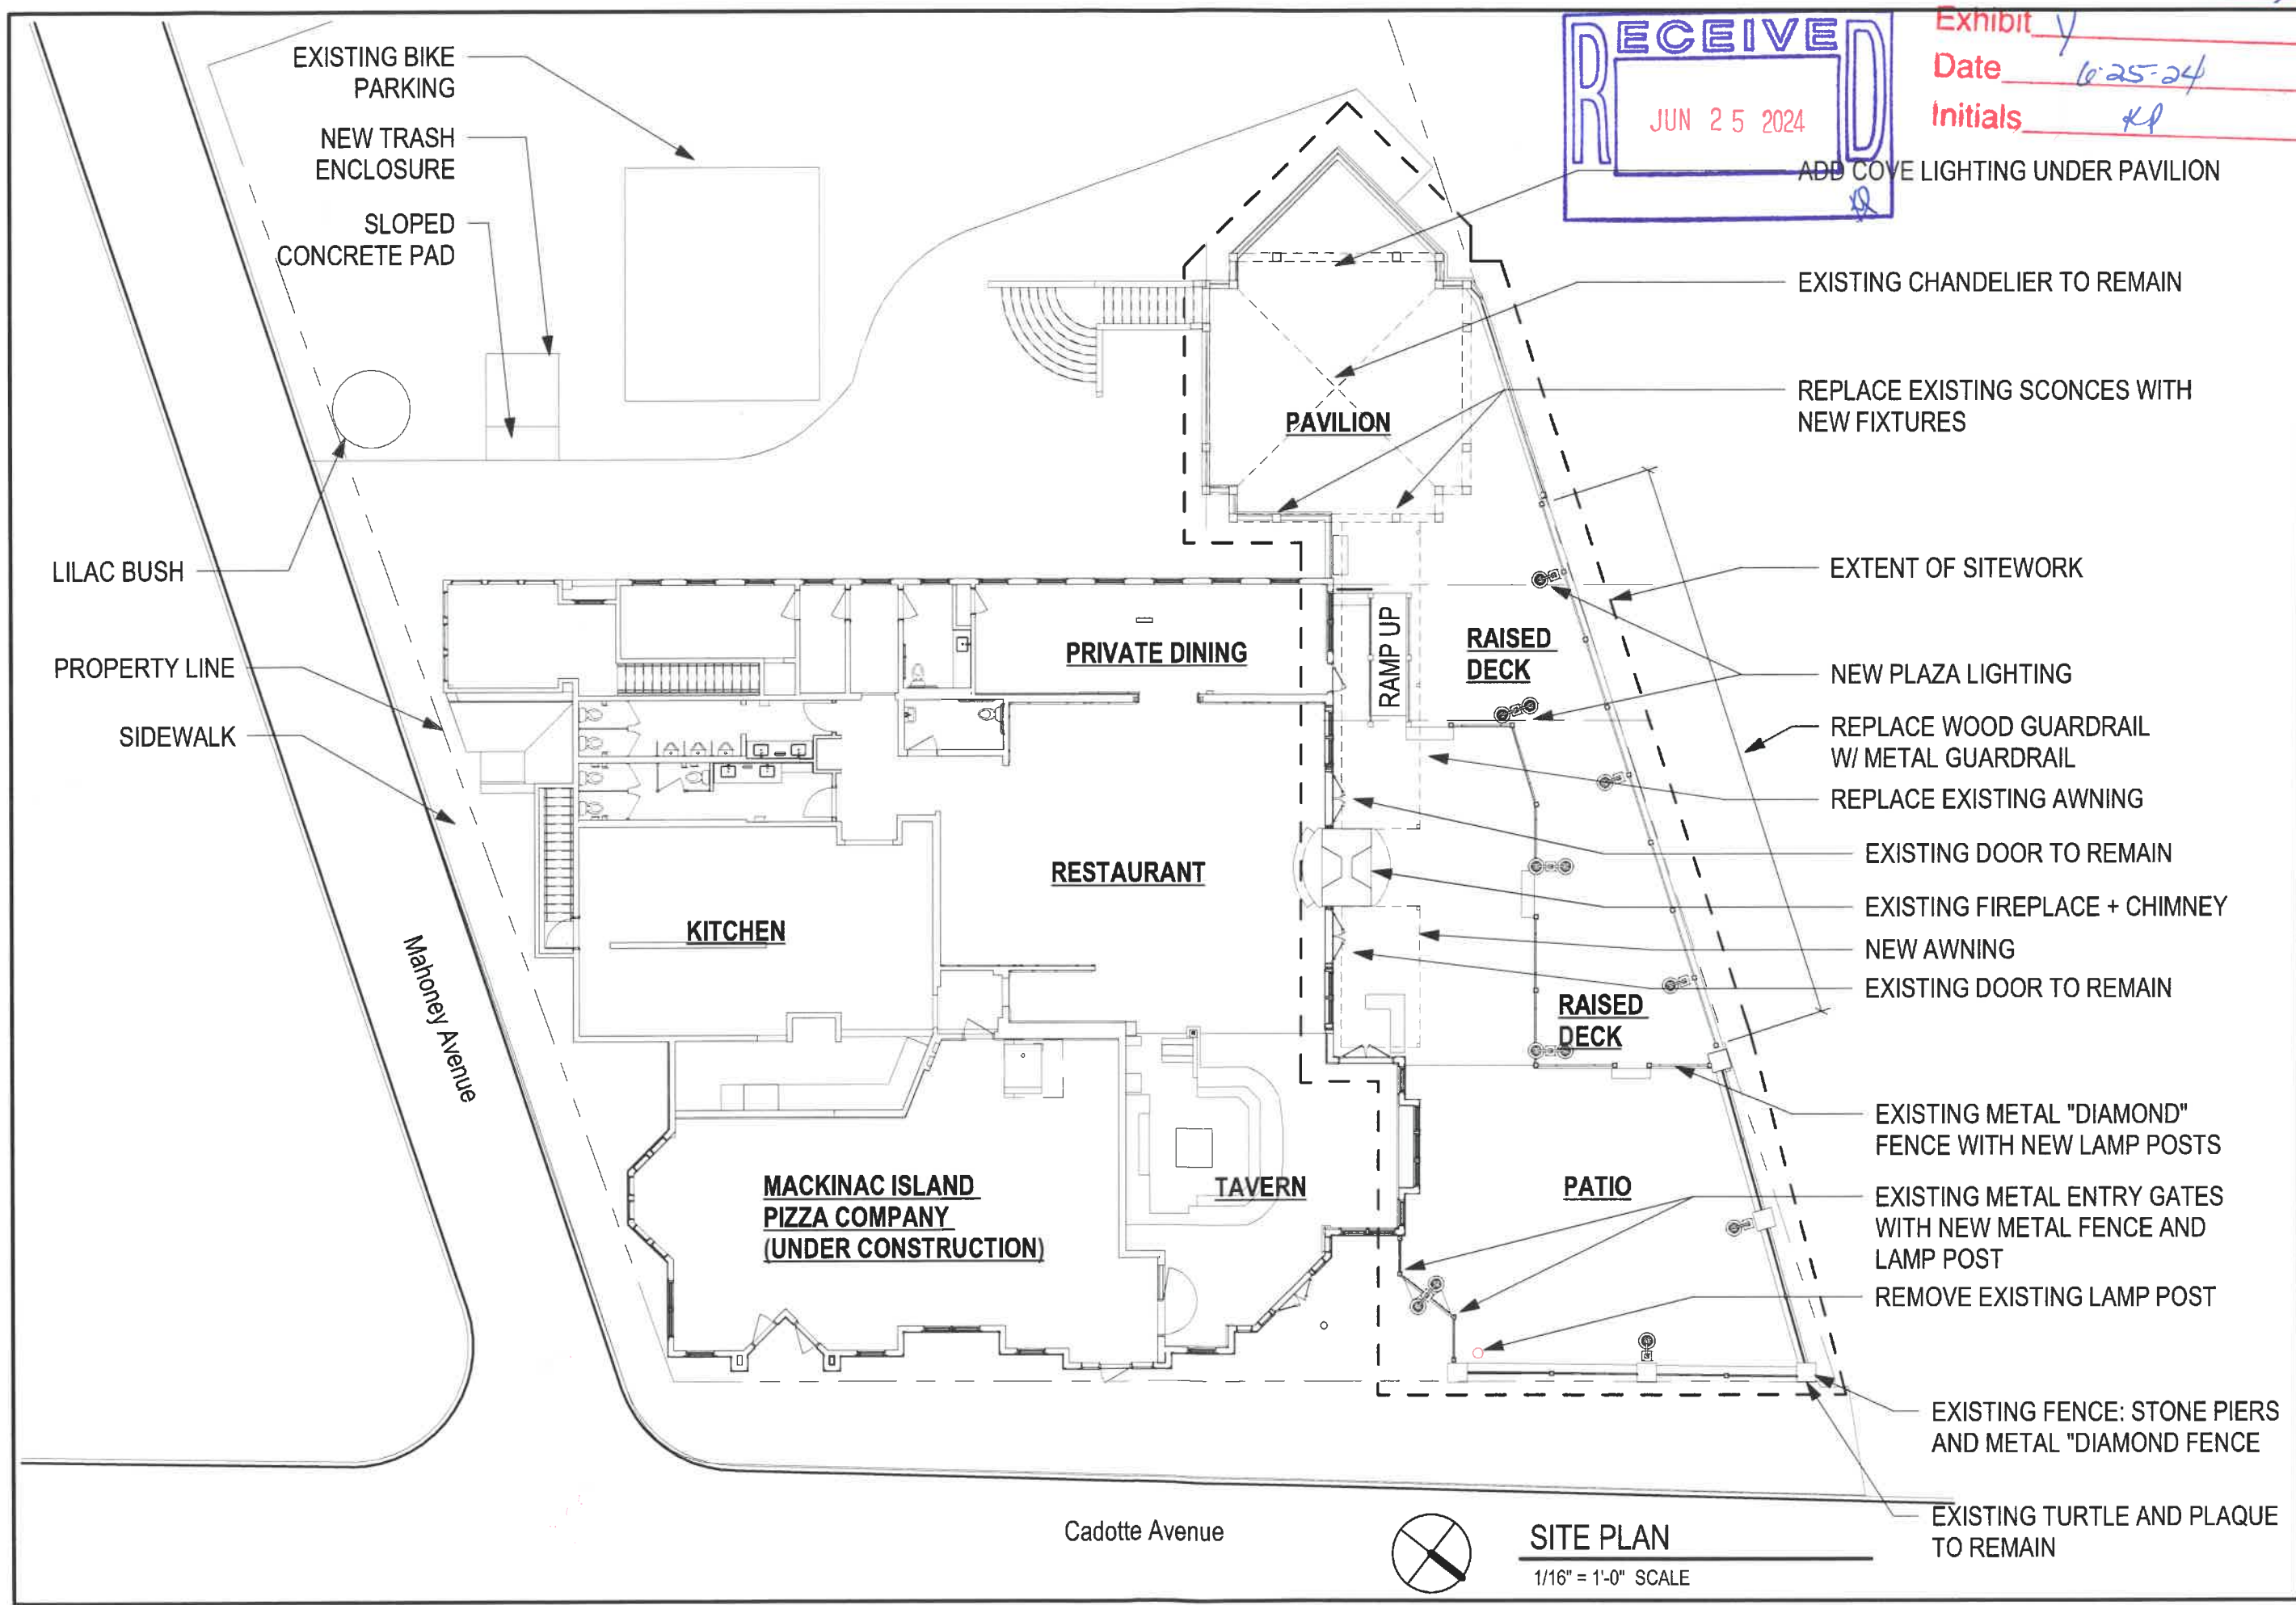 EXISTING BIKE
PARKING
NEW TRASH
ENCLOSURE
SLOPED
CONCRETE PAD
LILAC BUSH
PROPERTY LINE
SIDEWALK
Mahoney Avenue
RECEIVED
JUN 25 2024
Exhibit Y
Date 6-25-24
Initials KP
ADD COVE LIGHTING UNDER PAVILION
EXISTING CHANDELIER TO REMAIN
REPLACE EXISTING SCONCES WITH
NEW FIXTURES
PAVILION
EXTENT OF SITEWORK
PRIVATE DINING
RAMP UP
RAISED
DECK
NEW PLAZA LIGHTING
REPLACE WOOD GUARDRAIL
W/ METAL GUARDRAIL
REPLACE EXISTING AWNING
EXISTING DOOR TO REMAIN
RESTAURANT
EXISTING FIREPLACE + CHIMNEY
KITCHEN
NEW AWNING
EXISTING DOOR TO REMAIN
RAISED
DECK
EXISTING METAL "DIAMOND"
FENCE WITH NEW LAMP POSTS
MACKINAC ISLAND
PIZZA COMPANY
(UNDER CONSTRUCTION)
TAVERN
PATIO
EXISTING METAL ENTRY GATES
WITH NEW METAL FENCE AND
LAMP POST
REMOVE EXISTING LAMP POST
EXISTING FENCE: STONE PIERS
AND METAL "DIAMOND FENCE
EXISTING TURTLE AND PLAQUE
TO REMAIN
Cadotte Avenue
SITE PLAN
1/16" = 1'-0" SCALE